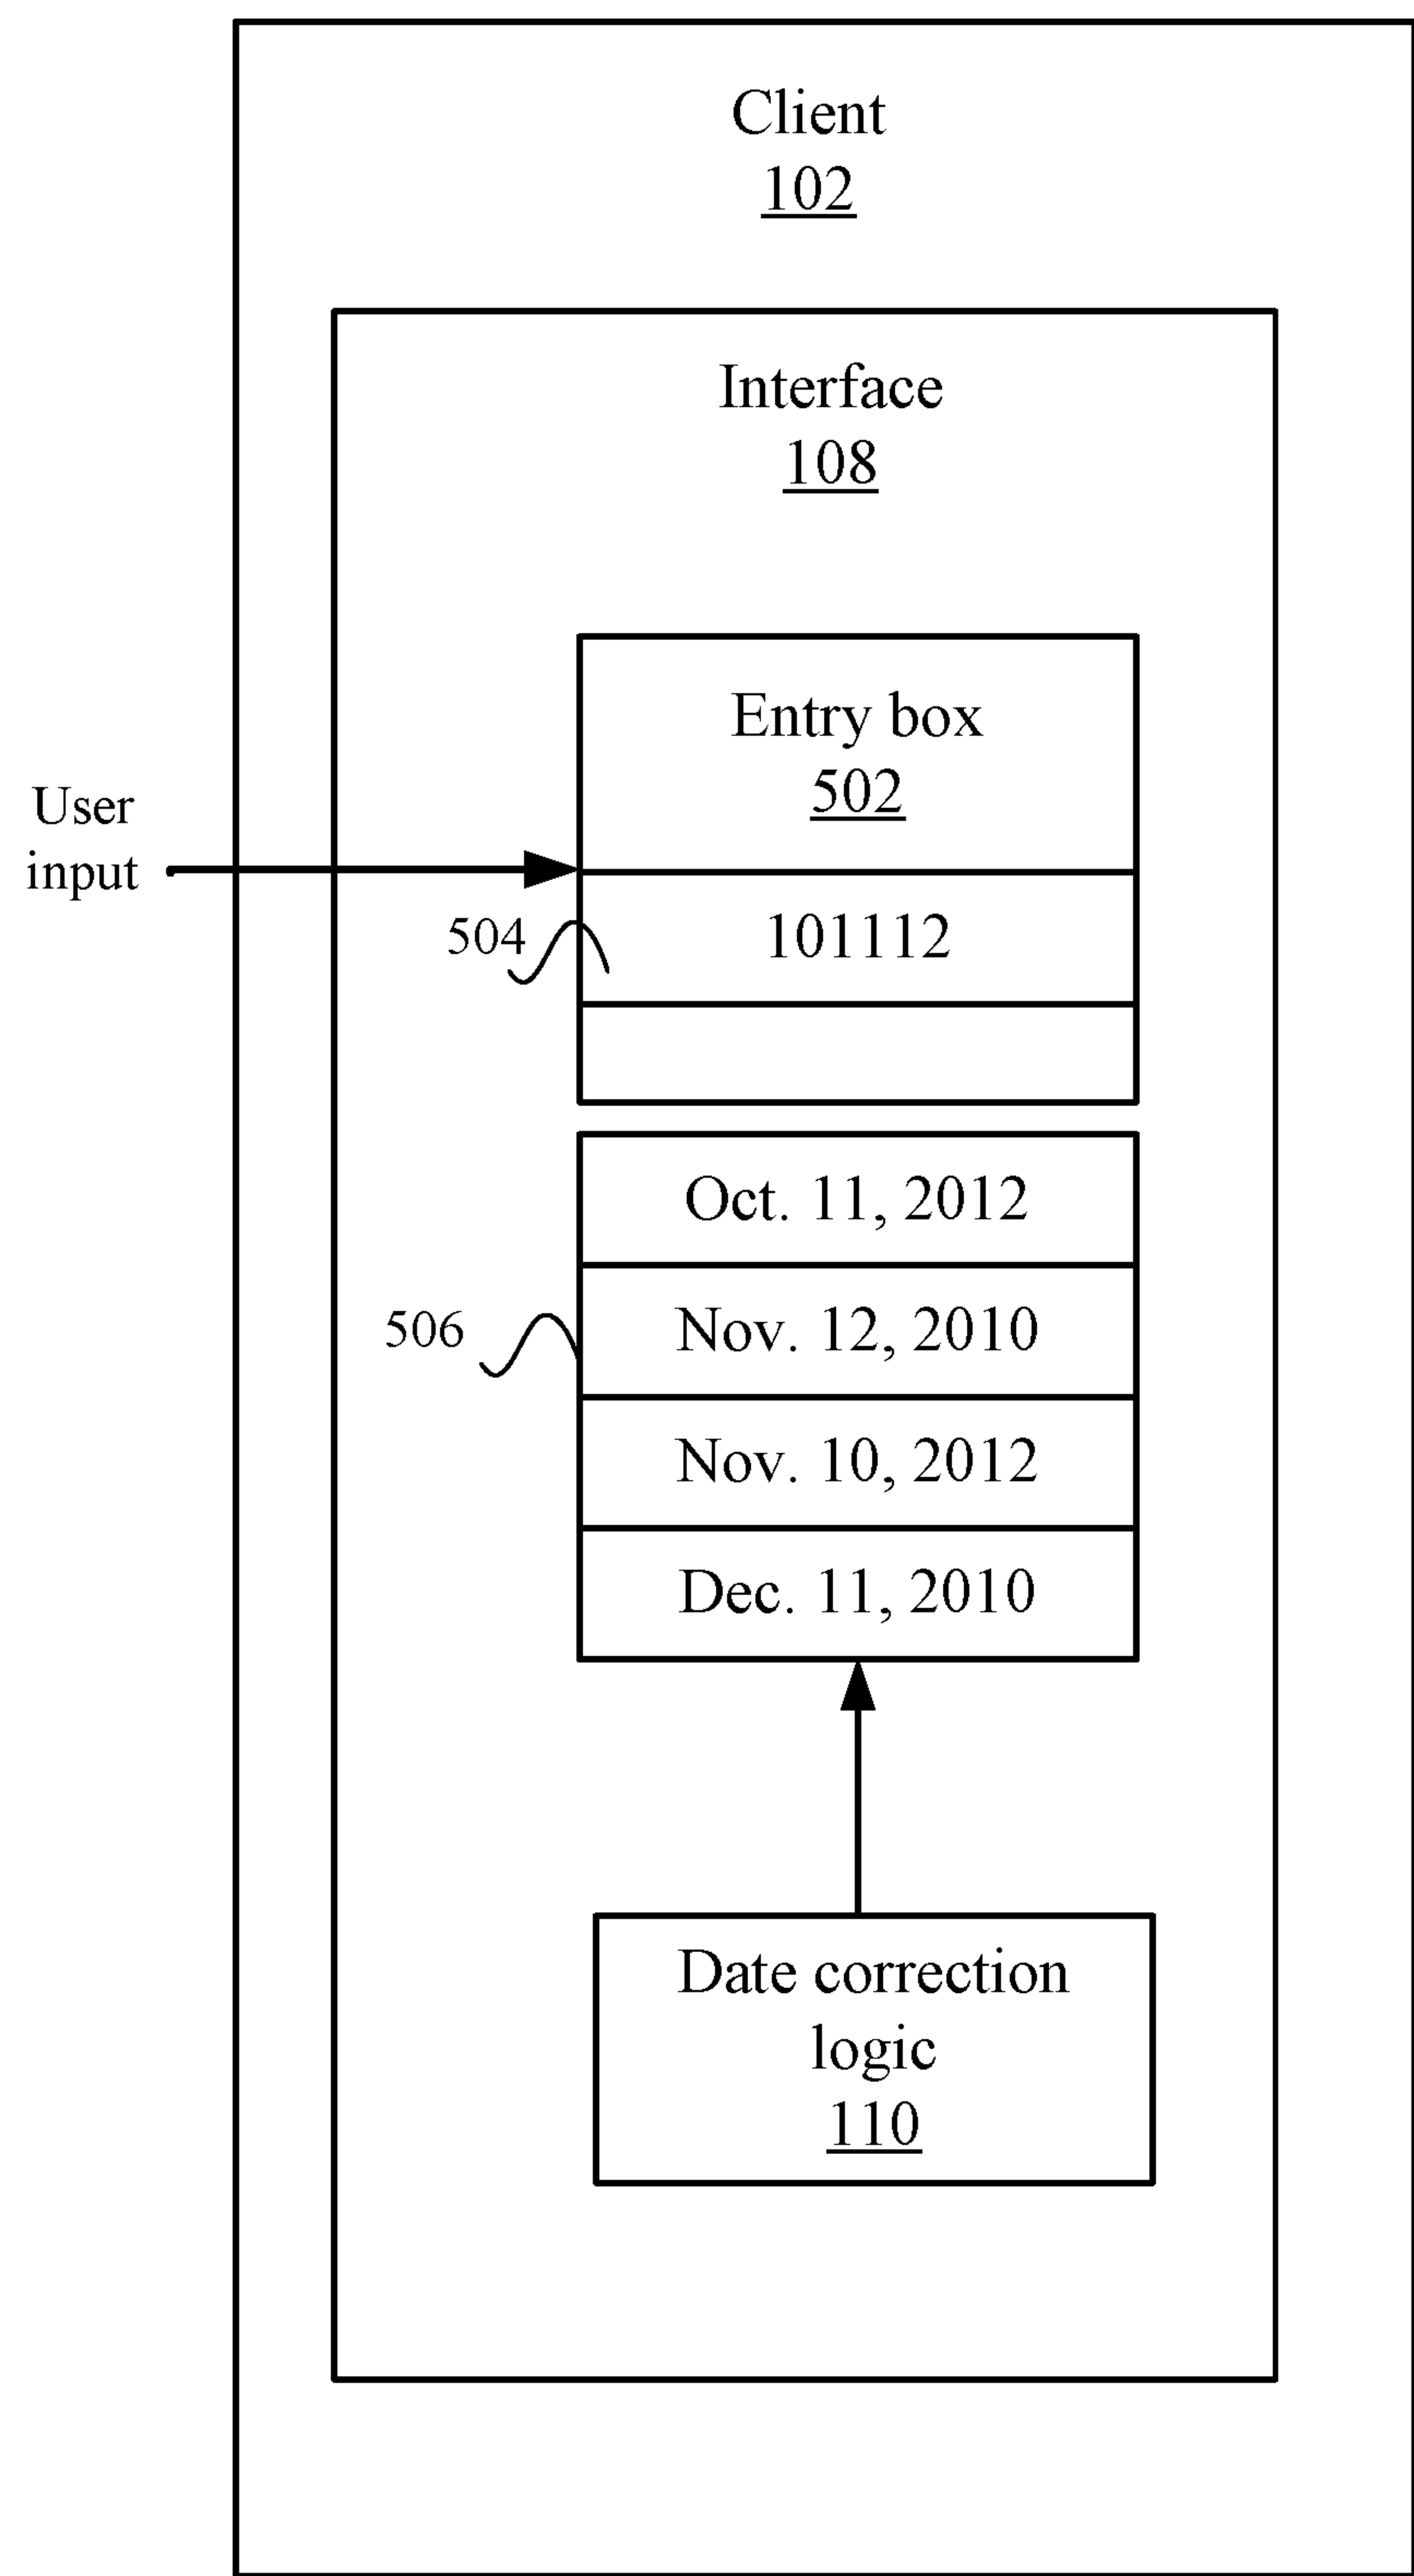 Client
102
Interface
108
Entry box
502
User
input
504
101112
Oct. 11, 2012
506
Nov. 12, 2010
Nov. 10, 2012
Dec. 11, 2010
Date correction
logic
110